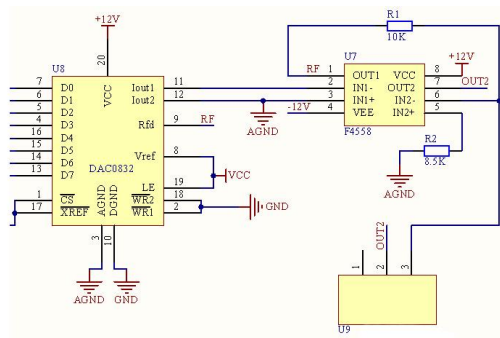 +12V
R1
10K
U8
20
VCC
7 D0
6 D1
5 D2
4 D3
16 D4
15 D5
14 D6
13 D7
1 CS
17 XREF
Iout1 11
Iout2 12
Rfd 9 RF
Vref 8
LE 19
WR2 18
WR1 2
DAC0832
AGND
DGND
3
10
AGND
GND
VCC
GND
AGND
U7
RF 1 OUT1
2 IN1-
3 IN1+
-12V 4 VEE
VCC 8 +12V
OUT2 7 OUT2
IN2- 6
IN2+ 5
F4558
R2
8.5K
AGND
OUT2
1
2
3
U9